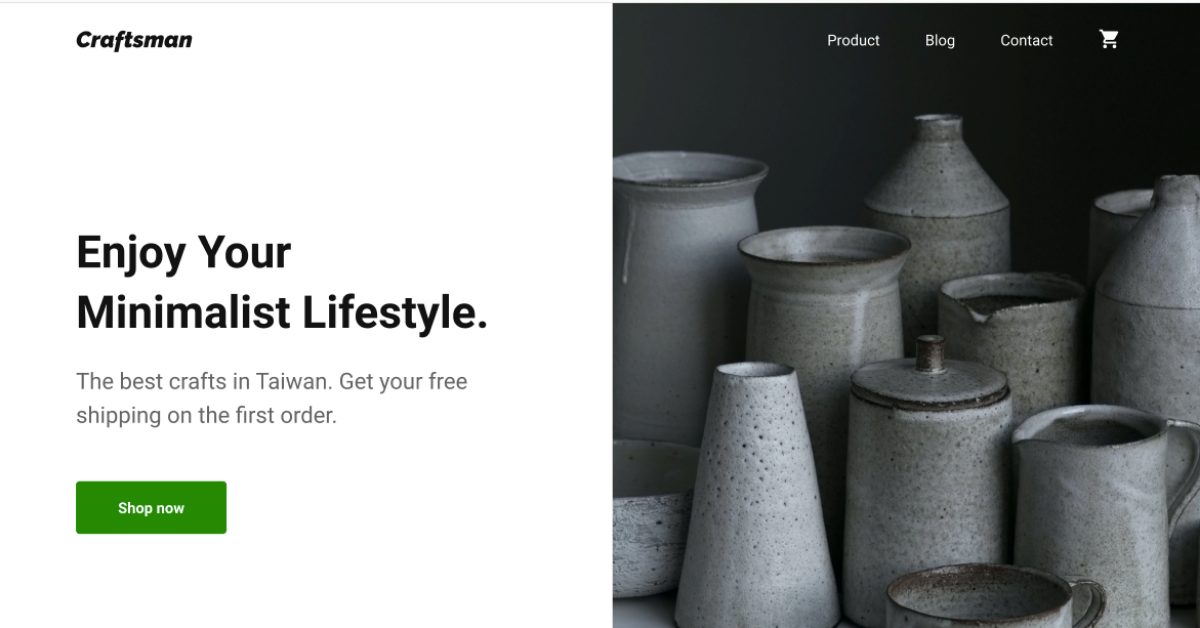 Craftsman
Product Blog Contact
Enjoy Your
Minimalist Lifestyle.
The best crafts in Taiwan. Get your free
shipping on the first order.
Shop now